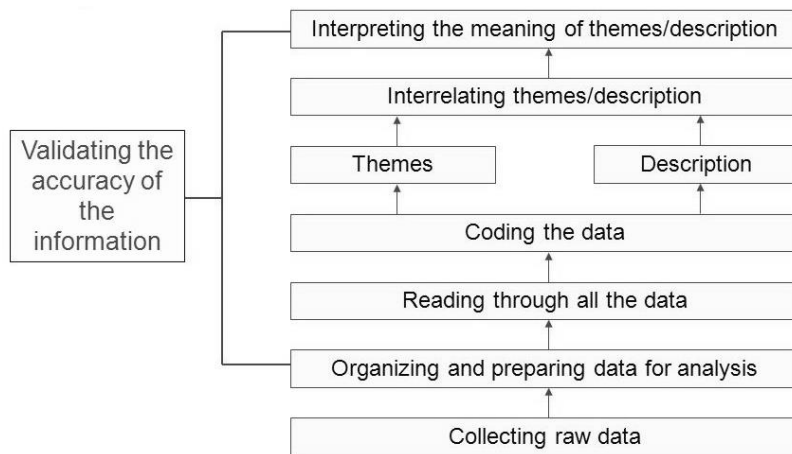 Interpreting the meaning of themes/description
Interrelating themes/description
Validating the
accuracy of
the
information
Themes
Description
Coding the data
Reading through all the data
Organizing and preparing data for analysis
Collecting raw data